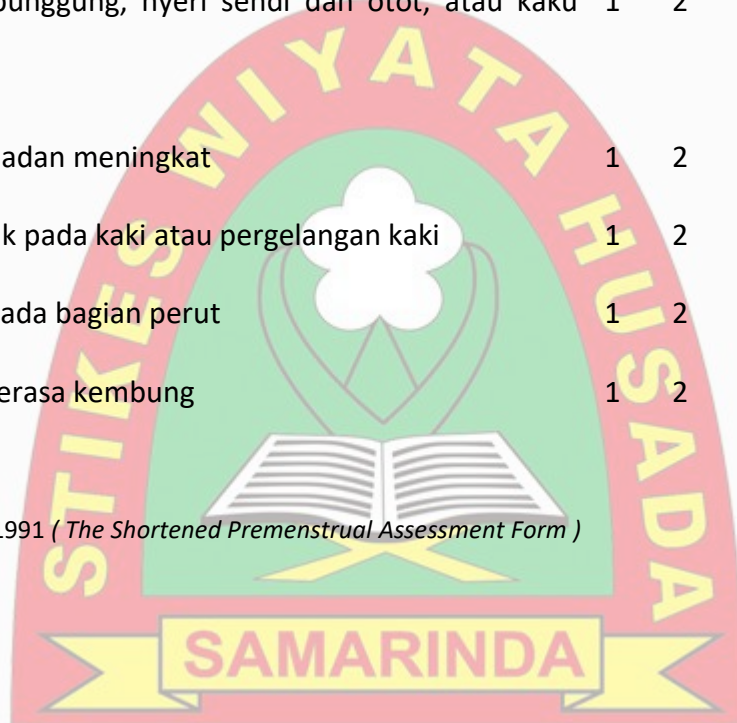 punggung, nyeri sendi dan otot, atau kaku 1 2
adan meningkat 1 2
k pada kaki atau pergelangan kaki 1 2
ada bagian perut 1 2
erasa kembung 1 2
1991 ( The Shortened Premenstrual Assessment Form )
STIKES WIYATA HUSADA
SAMARINDA